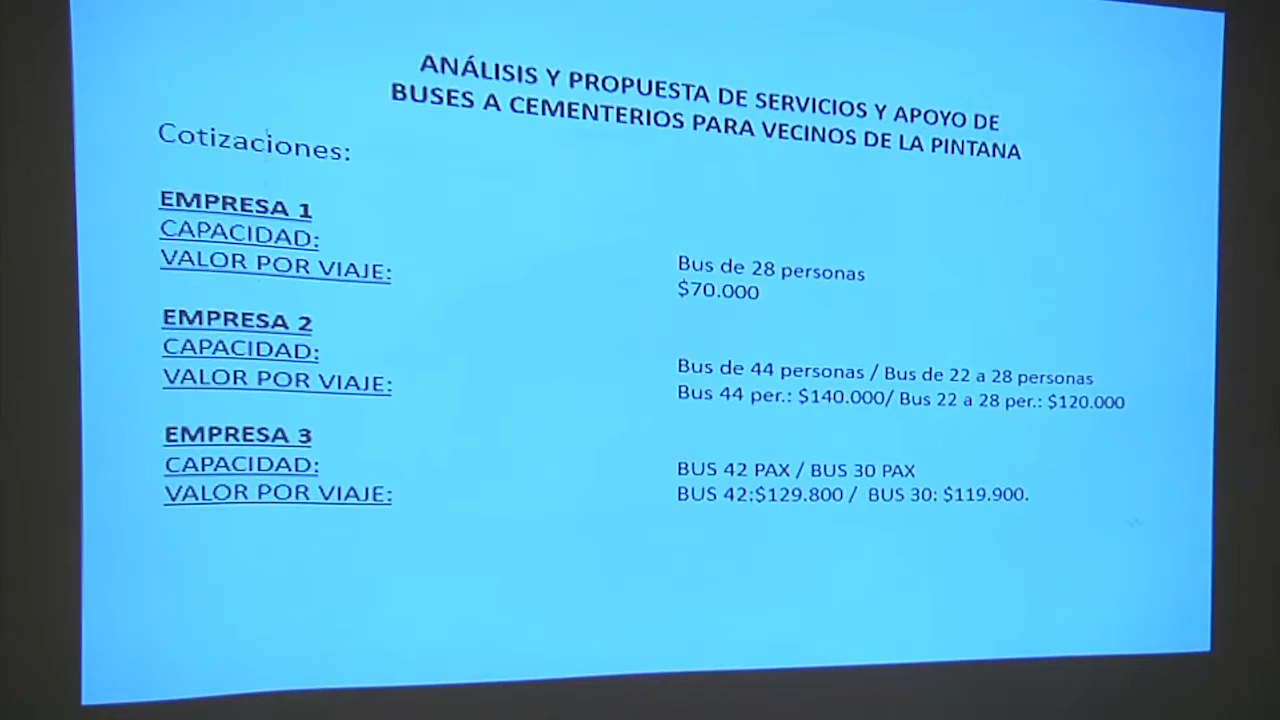 ANÁLISIS Y PROPUESTA DE SERVICIOS Y APOYO DE
BUSES A CEMENTERIOS PARA VECINOS DE LA PINTANA
Cotizaciones:
EMPRESA 1
CAPACIDAD:
Bus de 28 personas
VALOR POR VIAJE:
$70.000
EMPRESA 2
CAPACIDAD:
Bus de 44 personas / Bus de 22 a 28 personas
VALOR POR VIAJE:
Bus 44 per.: $140.000/ Bus 22 a 28 per.: $120.000
EMPRESA 3
CAPACIDAD:
BUS 42 PAX / BUS 30 PAX
VALOR POR VIAJE:
BUS 42:$129.800 / BUS 30: $119.900.